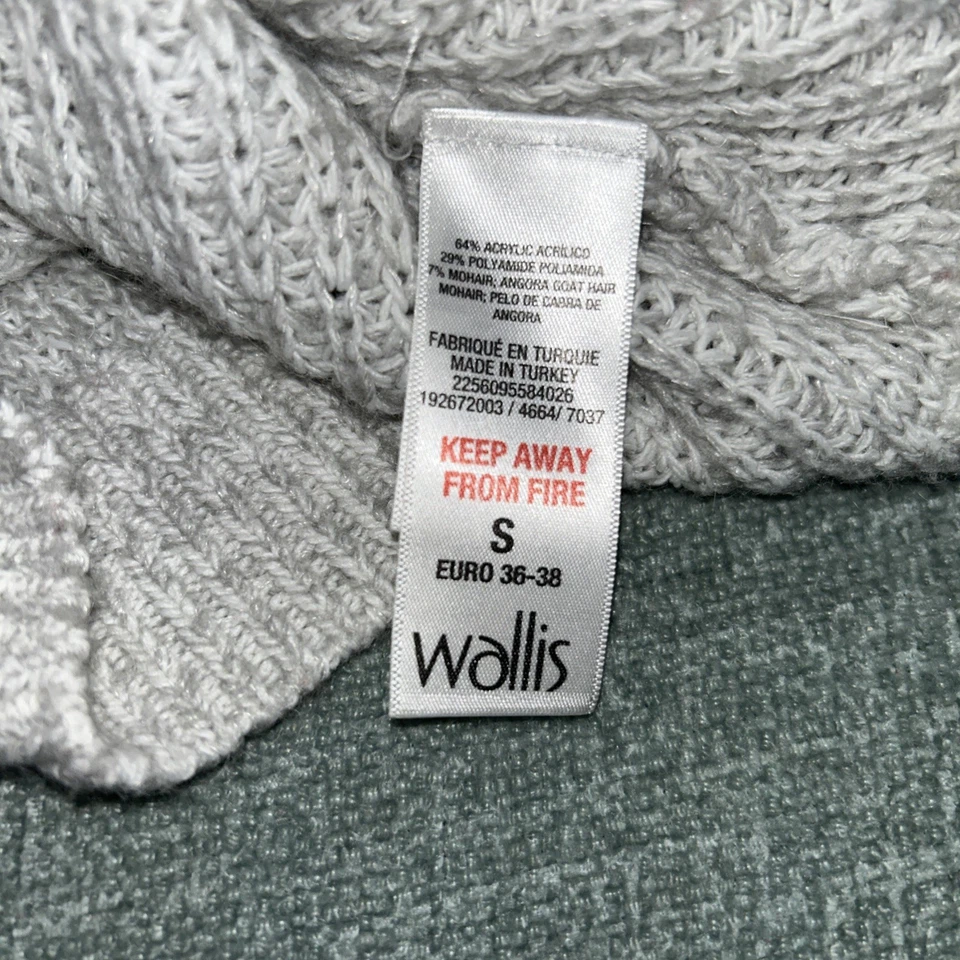 64% ACRYLIC ACRÍLICO
29% POLYAMIDE POLIAMIDA
7% MOHAIR; ANGORA GOAT HAIR
MOHAIR; PELO DE CABRA DE
ANGORA
FABRIQUÉ EN TURQUIE
MADE IN TURKEY
2256095584026
192672003 / 4664/ 7037
KEEP AWAY
FROM FIRE
S
EURO 36-38
wallis